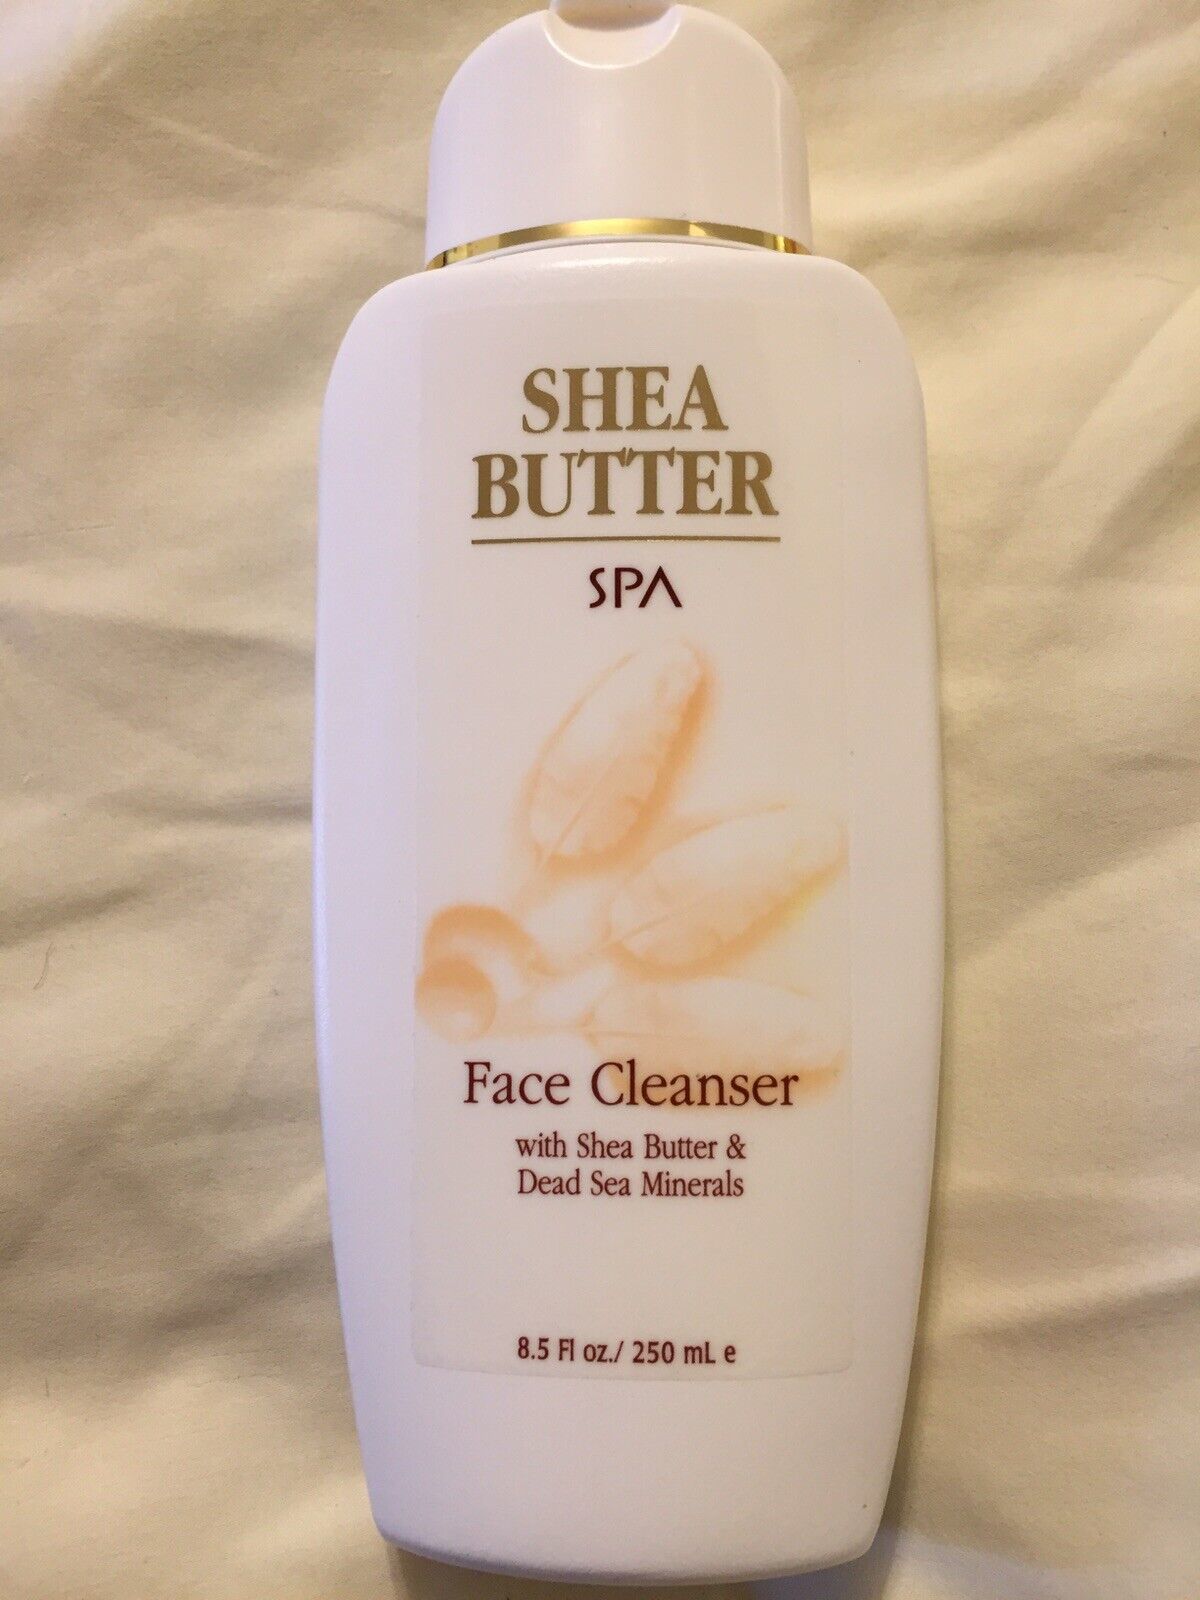 SHEA
BUTTER
SPA
Face Cleanser
with Shea Butter &
Dead Sea Minerals
8.5 Fl oz./ 250 mL e